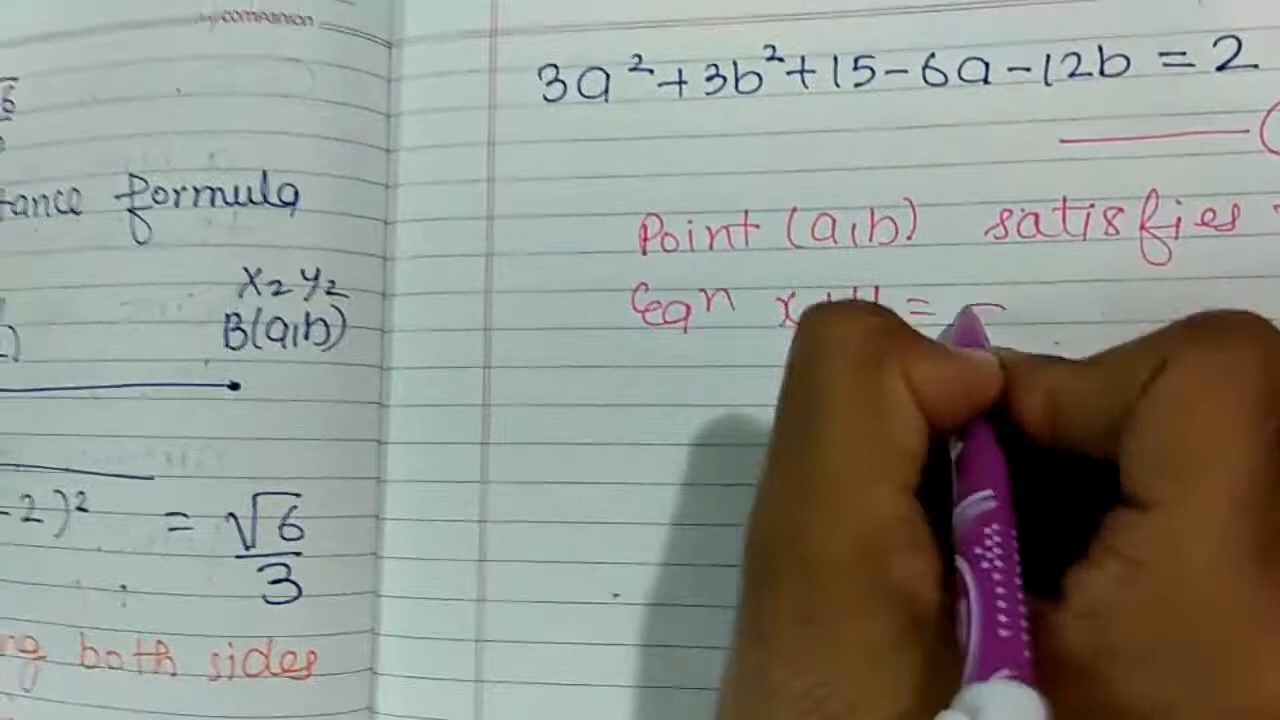 companion
tance formula
x₂ y₂
B(a,b)
-2)² = √6/3
ng both sides
3a² + 3b² + 15 - 6a - 12b = 2
Point (a,b) satisfies
Eqn x =